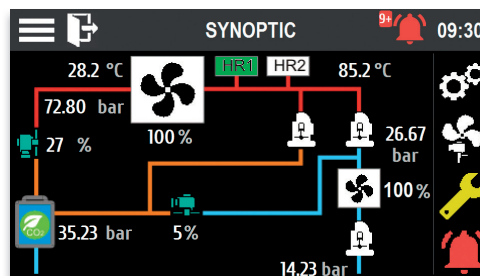 SYNOPTIC
9+
09:30
28.2 °C
HR1
HR2
85.2 °C
72.80 bar
100 %
27 %
26.67
bar
100 %
CO2
35.23 bar
5%
14.23 bar